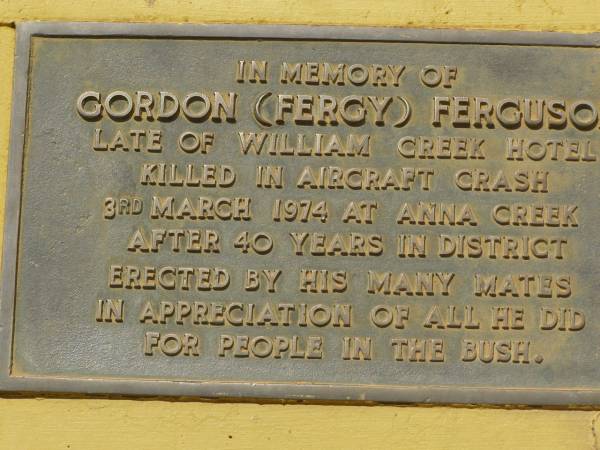 IN MEMORY OF
GORDON (FERGY) FERGUSO
LATE OF WILLIAM CREEK HOTEL
KILLED IN AIRCRAFT CRASH
3RD MARCH 1974 AT ANNA CREEK
AFTER 40 YEARS IN DISTRICT
ERECTED BY HIS MANY MATES
IN APPRECIATION OF ALL HE DID
FOR PEOPLE IN THE BUSH.